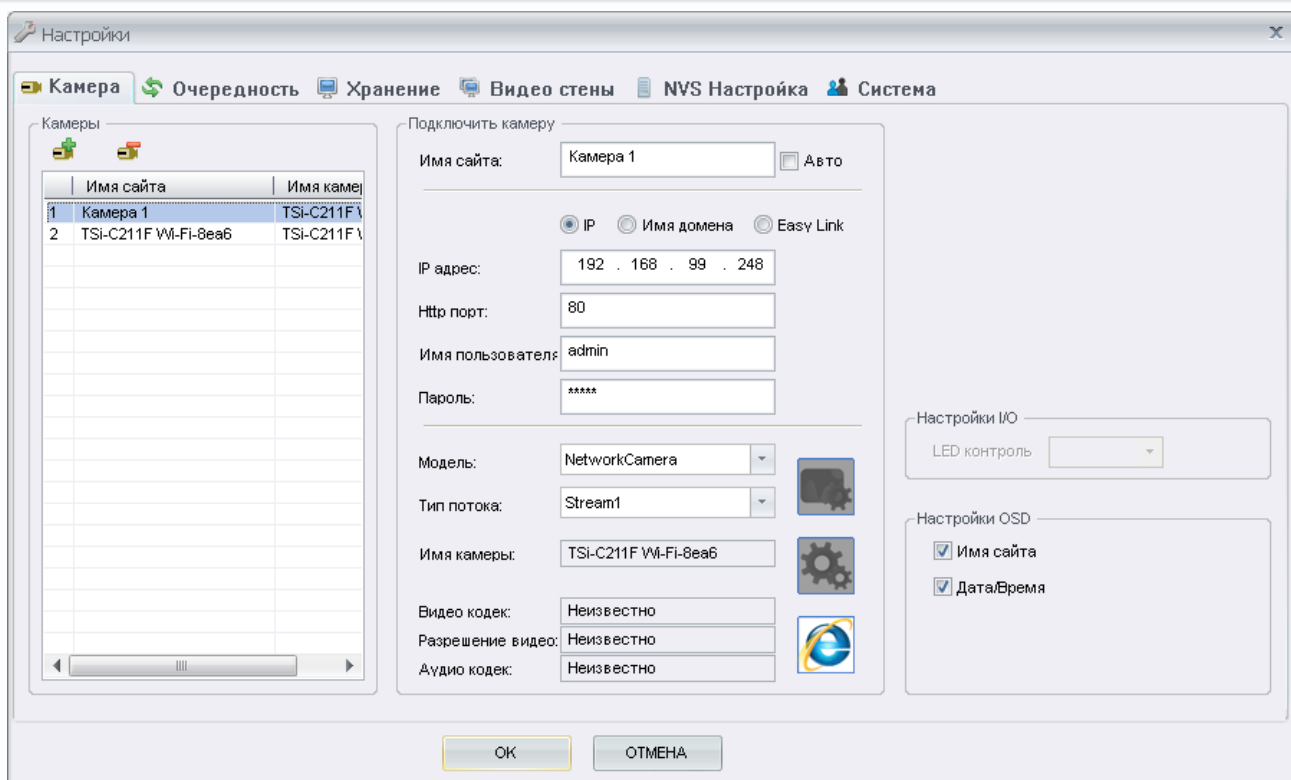 Настройки
Камера Очередность Хранение Видео стены NVS Настройка Система
Камеры
Имя сайта Имя камер
1 Камера 1 TSi-C211F W
2 TSi-C211F Wi-Fi-8ea6 TSi-C211F W
Подключить камеру
Имя сайта: Камера 1 Авто
IP Имя домена Easy Link
IP адрес: 192 . 168 . 99 . 248
Http порт: 80
Имя пользователя admin
Пароль: *****
Модель: NetworkCamera
Тип потока: Stream1
Имя камеры: TSi-C211F Wi-Fi-8ea6
Видео кодек: Неизвестно
Разрешение видео: Неизвестно
Аудио кодек: Неизвестно
Настройки I/O
LED контроль
Настройки OSD
Имя сайта
Дата/Время
OK ОТМЕНА